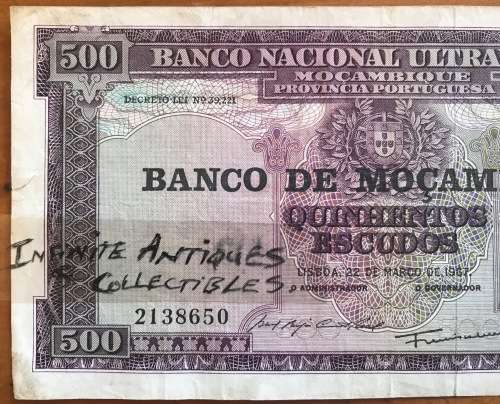 500 BANCO NACIONAL ULTRA
MOÇAMBIQUE
PROVINCIA PORTUGUESA
DECRETO-LEI Nº 39,221
BANCO DE MOÇAM
QUINHENTOS
ESCUDOS
INFINITE ANTIQUES
& COLLECTIBLES
LISBOA, 22 DE MARÇO DE 1967
O ADMINISTRADOR O GOVERNADOR
2138650
500